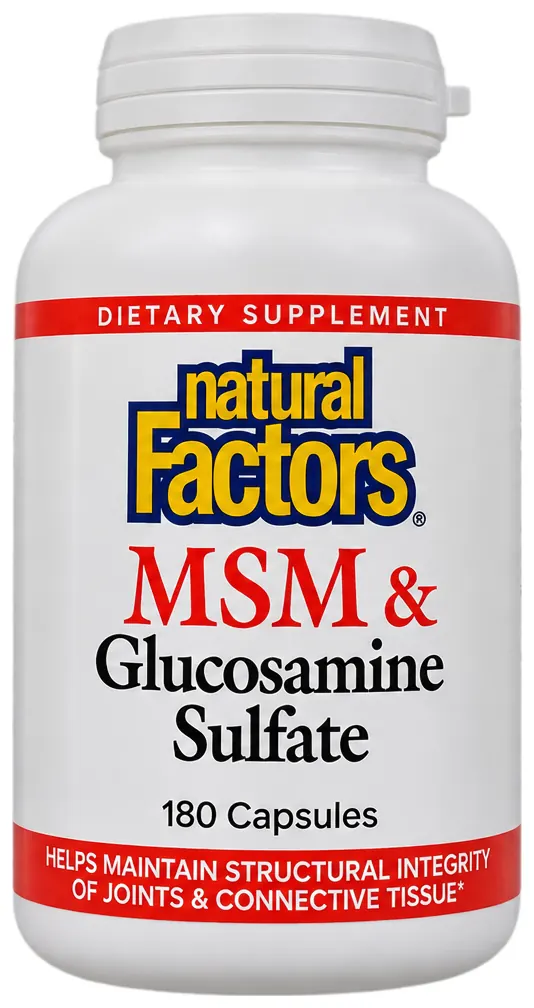 DIETARY SUPPLEMENT
natural
Factors®
MSM &
Glucosamine
Sulfate
180 Capsules
HELPS MAINTAIN STRUCTURAL INTEGRITY
OF JOINTS & CONNECTIVE TISSUE*